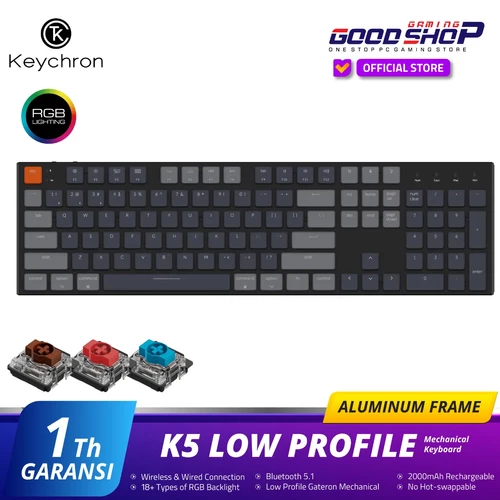 Keychron
GAMING
GOOD SHOP
ONE STOP PC GAMING STORE
OFFICIAL STORE
RGB
LIGHTING
ALUMINUM FRAME
1 Th
GARANSI
K5 LOW PROFILE
Mechanical
Keyboard
Wireless & Wired Connection
Bluetooth 5.1
2000mAh Rechargeable
18+ Types of RGB Backlight
Low Profile Gateron Mechanical
No Hot-swappable